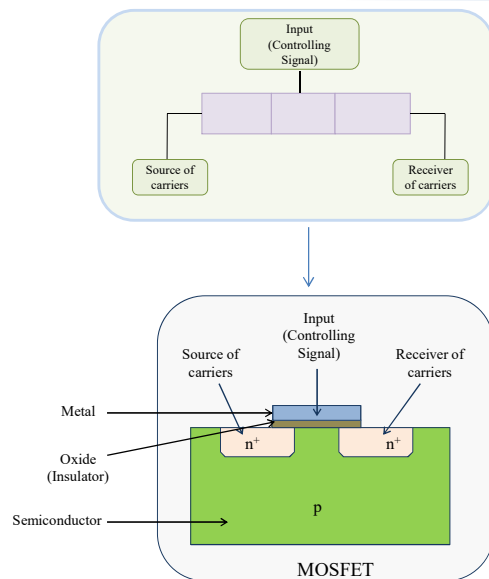 Input
(Controlling
Signal)
Source of
carriers
Receiver
of carriers
Input
(Controlling
Signal)
Source of
carriers
Receiver of
carriers
Metal
Oxide
(Insulator)
n+
n+
Semiconductor
p
MOSFET